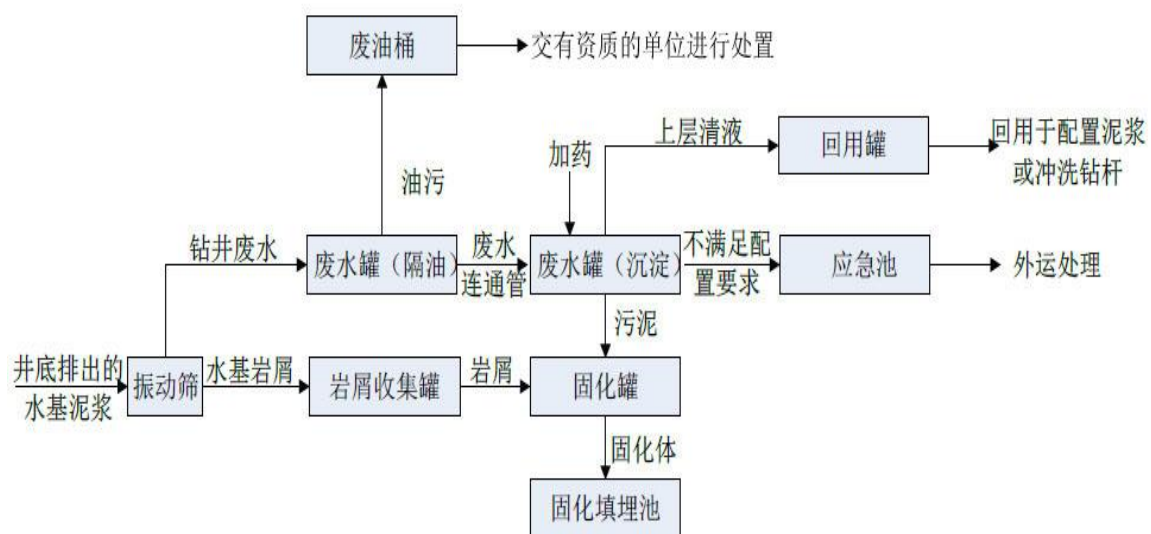 废油桶
交有资质的单位进行处置
上层清液
回用罐
回用于配置泥浆
或冲洗钻杆
加药
油污
钻井废水
废水罐（隔油）
废水
连通管
废水罐（沉淀）
不满足配
置要求
应急池
外运处理
污泥
井底排出的
水基泥浆
振动筛
水基岩屑
岩屑收集罐
岩屑
固化罐
固化体
固化填埋池